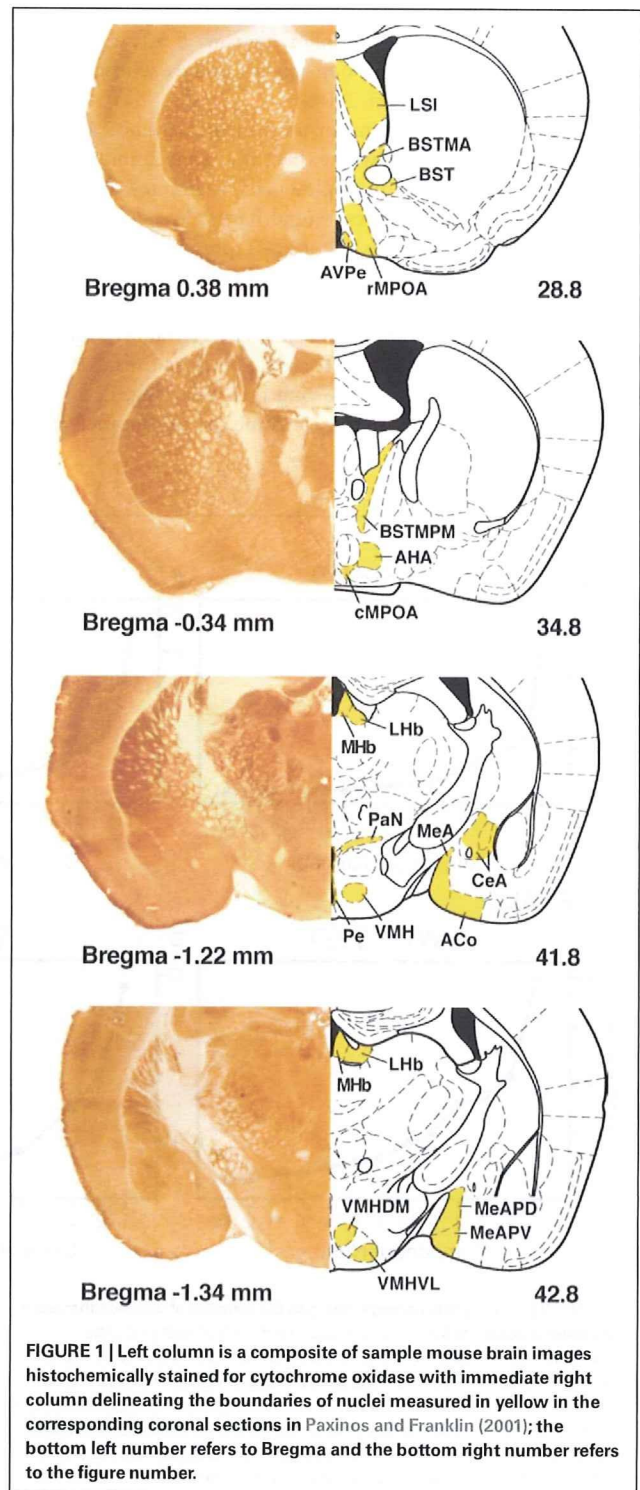 LSI
BSTMA
BST
AVPe
rMPOA
Bregma 0.38 mm
28.8
BSTMPM
AHA
cMPOA
Bregma -0.34 mm
34.8
LHb
MHb
PaN
MeA
CeA
Pe
VMH
ACo
Bregma -1.22 mm
41.8
LHb
MHb
VMHDM
MeAPD
MeAPV
VMHVL
Bregma -1.34 mm
42.8
FIGURE 1 | Left column is a composite of sample mouse brain images
histochemically stained for cytochrome oxidase with immediate right
column delineating the boundaries of nuclei measured in yellow in the
corresponding coronal sections in Paxinos and Franklin (2001); the
bottom left number refers to Bregma and the bottom right number refers
to the figure number.